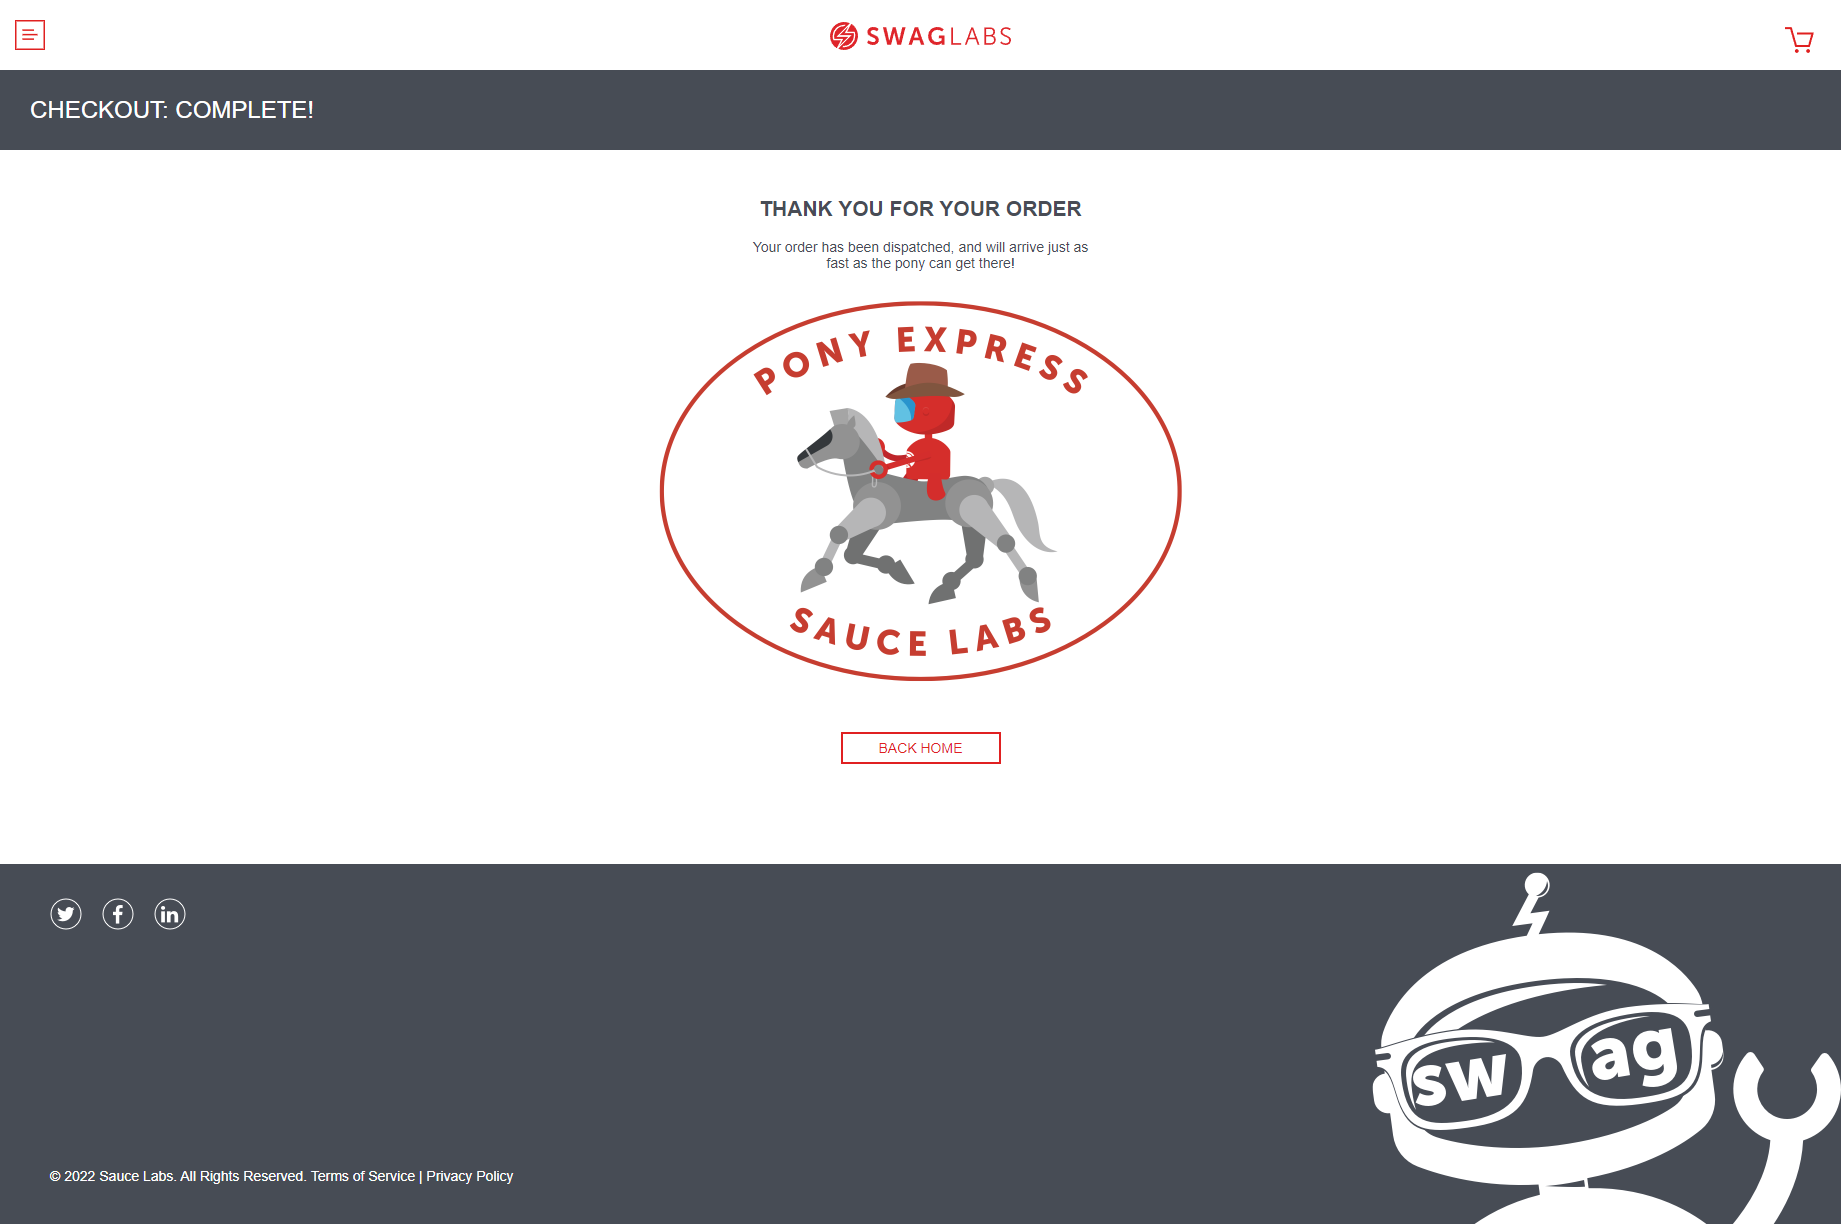 SWAGLABS
CHECKOUT: COMPLETE!
THANK YOU FOR YOUR ORDER
Your order has been dispatched, and will arrive just as
fast as the pony can get there!
PONY EXPRESS
SAUCE LABS
BACK HOME
swag
© 2022 Sauce Labs. All Rights Reserved. Terms of Service | Privacy Policy